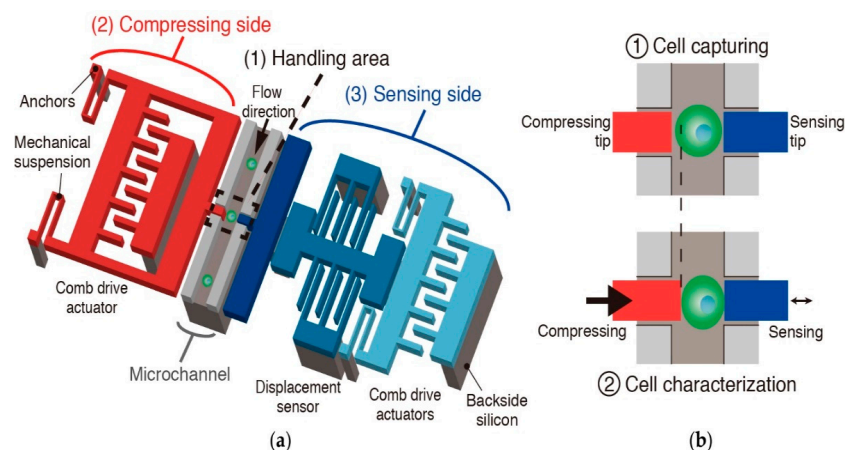 (2) Compressing side
(1) Handling area
Flow
direction
(3) Sensing side
Anchors
Mechanical
suspension
Comb drive
actuator
Microchannel
Displacement
sensor
Comb drive
actuators
Backside
silicon
(a)
1 Cell capturing
Compressing
tip
Sensing
tip
Compressing
Sensing
2 Cell characterization
(b)